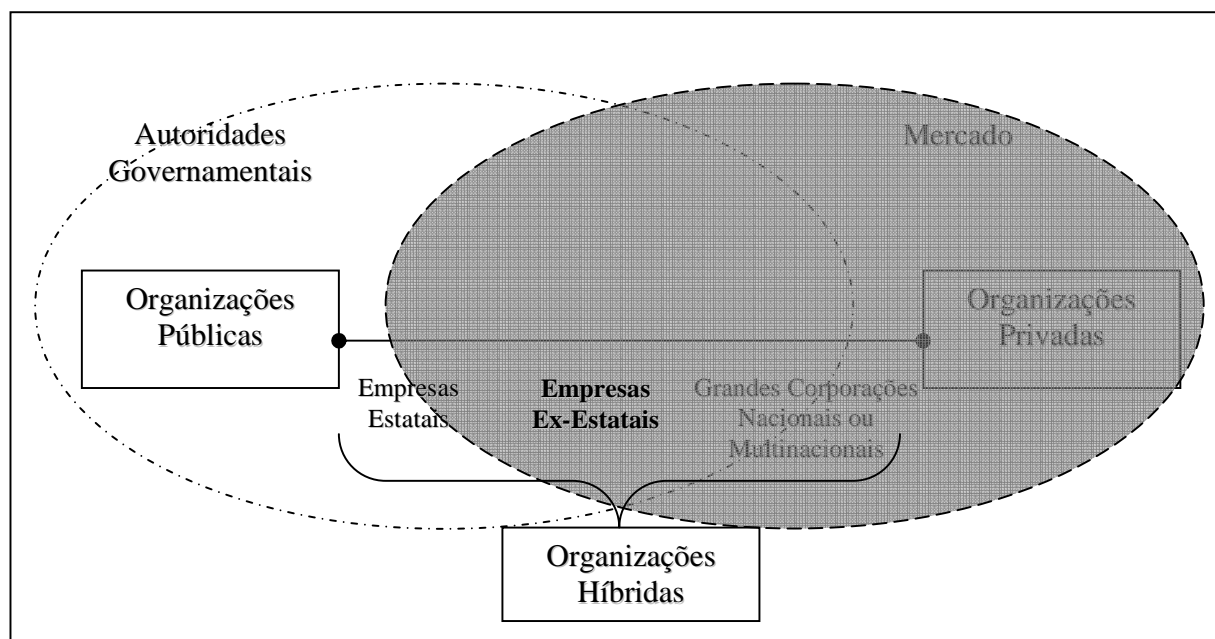 Autoridades
Governamentais
Mercado
Organizações
Públicas
Organizações
Privadas
Empresas
Estatais
Empresas
Ex-Estatais
Grandes Corporações
Nacionais ou
Multinacionais
Organizações
Híbridas